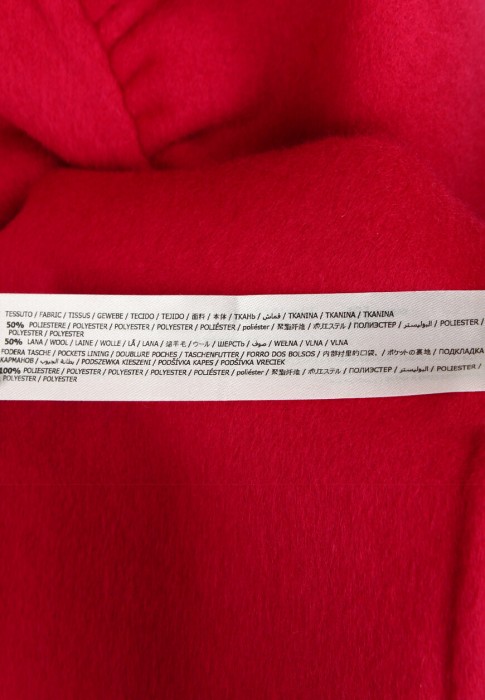 TESSUTO / FABRIC / TISSUS / GEWEBE / TECIDO / TEJIDO / 面料 / 本体 / TKAHb / قماش / TKANINA / TKANINA / TKANINA
50% POLIESTERE / POLYESTER / POLYESTER / POLYESTER / POLIÉSTER / poliéster / 聚酯纤维 / ポリエステル / ПОЛИЭСТЕР / البوليستر / POLIESTER /
POLYESTER / POLYESTER
50% LANA / WOOL / LAINE / WOLLE / LÃ / LANA / 绵羊毛 / ウール / ШЕРСТЬ / صوف / WEŁNA / VLNA / VLNA
FODERA TASCHE / POCKETS LINING / DOUBLURE POCHES / TASCHENFUTTER / FORRO DOS BOLSOS / 内部衬里的口袋。 / ポケットの裏地 / ПОДКЛАДКА
КАРМАНОВ / بطانة الجيوب / PODSZEWKA KIESZENI / PODŠÍVKA KAPES / PODŠÍVKA VRECIEK
100% POLIESTERE / POLYESTER / POLYESTER / POLYESTER / POLIÉSTER / poliéster / 聚酯纤维 / ポリエステル / ПОЛИЭСТЕР / البوليستر / POLIESTER /
POLYESTER / POLYESTER